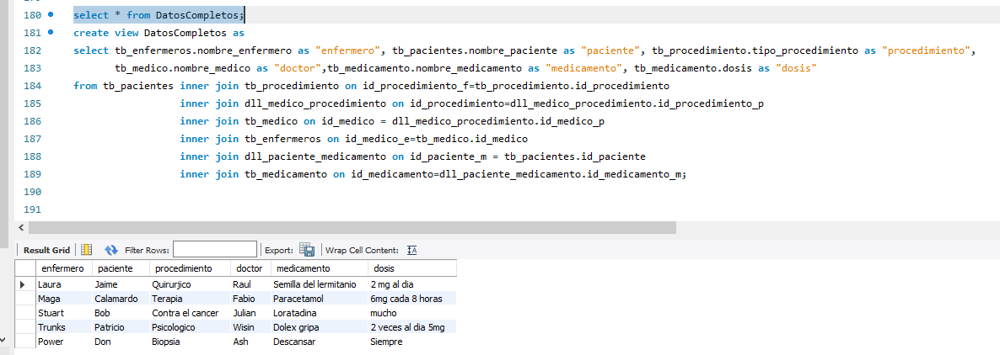 180 select * from DatosCompletos;
181 create view DatosCompletos as
182 select tb_enfermeros.nombre_enfermero as "enfermero", tb_pacientes.nombre_paciente as "paciente", tb_procedimiento.tipo_procedimiento as "procedimiento",
183 tb_medico.nombre_medico as "doctor",tb_medicamento.nombre_medicamento as "medicamento", tb_medicamento.dosis as "dosis"
184 from tb_pacientes inner join tb_procedimiento on id_procedimiento_f=tb_procedimiento.id_procedimiento
185 inner join dll_medico_procedimiento on id_procedimiento=dll_medico_procedimiento.id_procedimiento_p
186 inner join tb_medico on id_medico = dll_medico_procedimiento.id_medico_p
187 inner join tb_enfermeros on id_medico_e=tb_medico.id_medico
188 inner join dll_paciente_medicamento on id_paciente_m = tb_pacientes.id_paciente
189 inner join tb_medicamento on id_medicamento=dll_paciente_medicamento.id_medicamento_m;
190
191
Result Grid Filter Rows: Export: Wrap Cell Content: IA
enfermero paciente procedimiento doctor medicamento dosis
Laura Jaime Quirurjico Raul Semilla del lermitanio 2 mg al dia
Maga Calamardo Terapia Fabio Paracetamol 6mg cada 8 horas
Stuart Bob Contra el cancer Julian Loratadina mucho
Trunks Patricio Psicologico Wisin Dolex gripa 2 veces al dia 5mg
Power Don Biopsia Ash Descansar Siempre